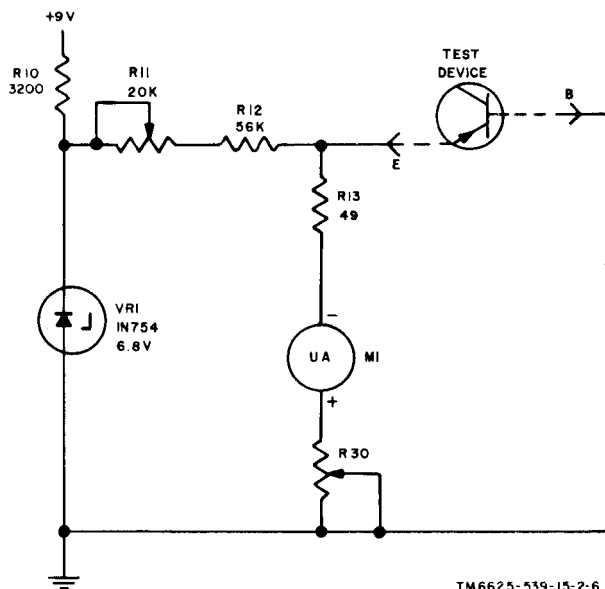 +9V
R10
3200
R11
20K
R12
56K
TEST
DEVICE
B
E
R13
49
VR1
IN754
6.8V
-
UA
M1
+
R30
TM6625-539-15-2-6